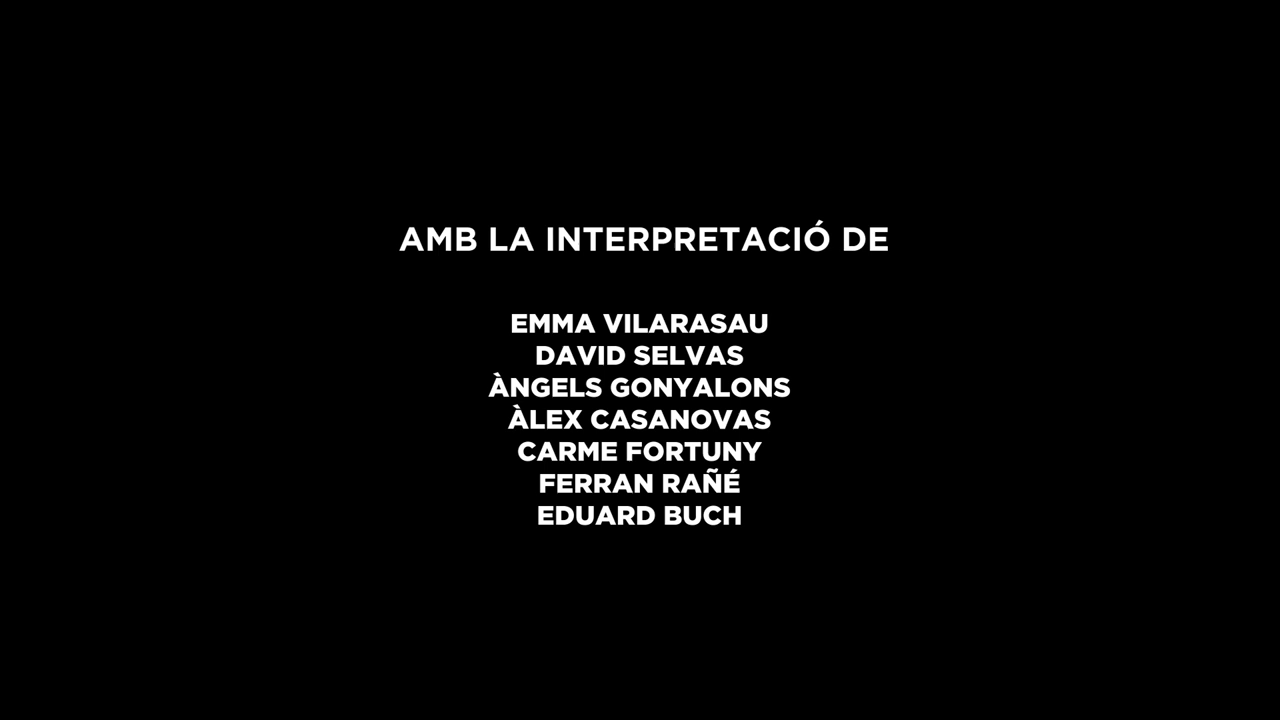 AMB LA INTERPRETACIÓ DE
EMMA VILARASAU
DAVID SELVAS
ÀNGELS GONYALONS
ÀLEX CASANOVAS
CARME FORTUNY
FERRAN RAÑÉ
EDUARD BUCH